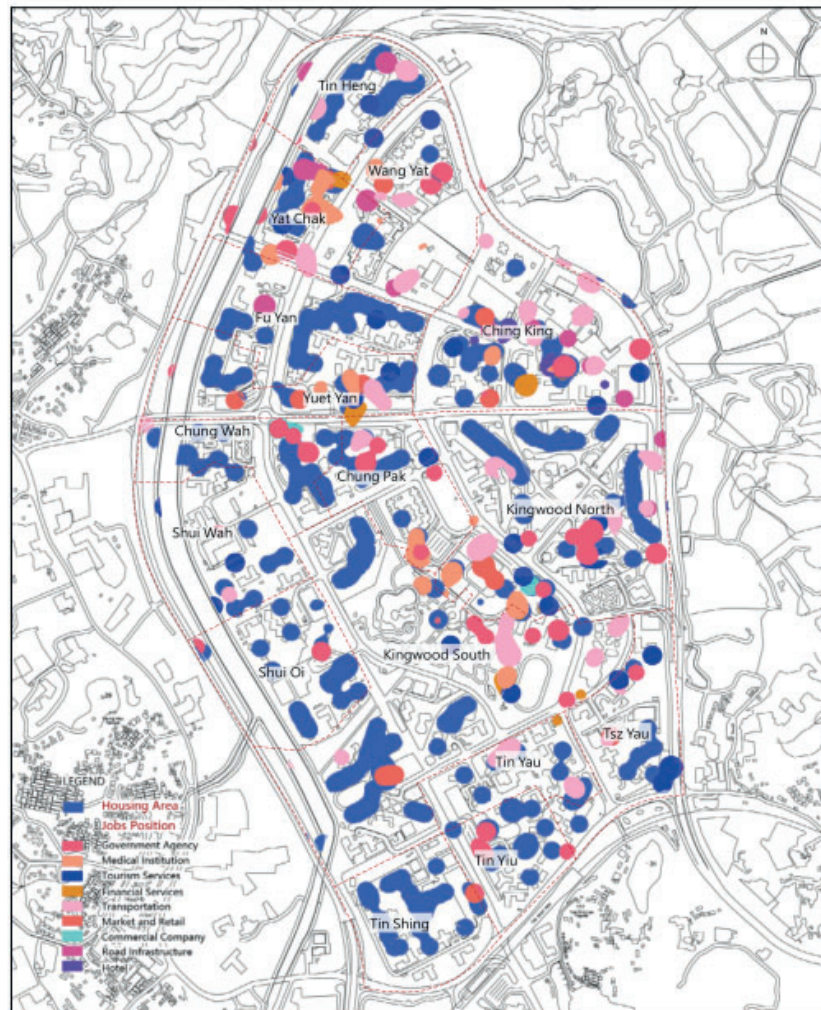 N
Tin Heng
Wang Yat
Yat Chak
Fu Yan
Ching King
Yuet Yan
Chung Wah
Chung Pak
Kingwood North
Shui Wah
Kingwood South
Shui Oi
Tsz Yau
Tin Yau
Tin Yiu
Tin Shing
LEGEND
Housing Area
Jobs Position
Government Agency
Medical Institution
Tourism Services
Financial Services
Transportation
Market and Retail
Commercial Company
Road Infrastructure
Hotel